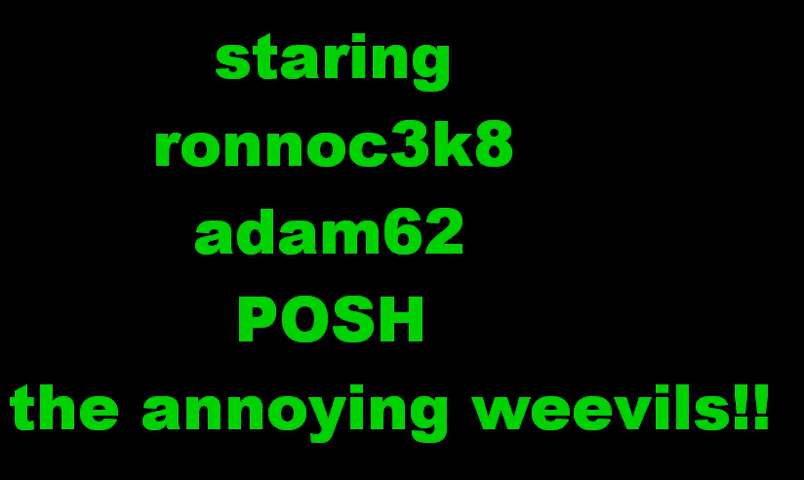 staring
ronnoc3k8
adam62
POSH
the annoying weevils!!